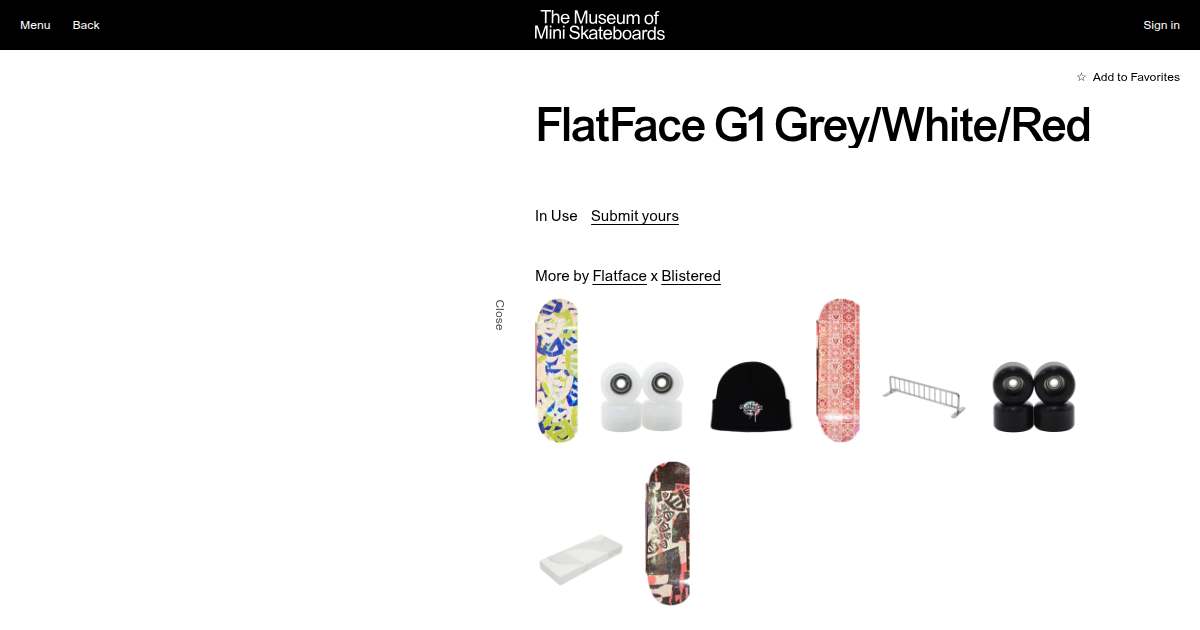 Menu
Back
The Museum of
Mini Skateboards
Sign in
☆ Add to Favorites
FlatFace G1 Grey/White/Red
In Use Submit yours
More by Flatface x Blistered
Close